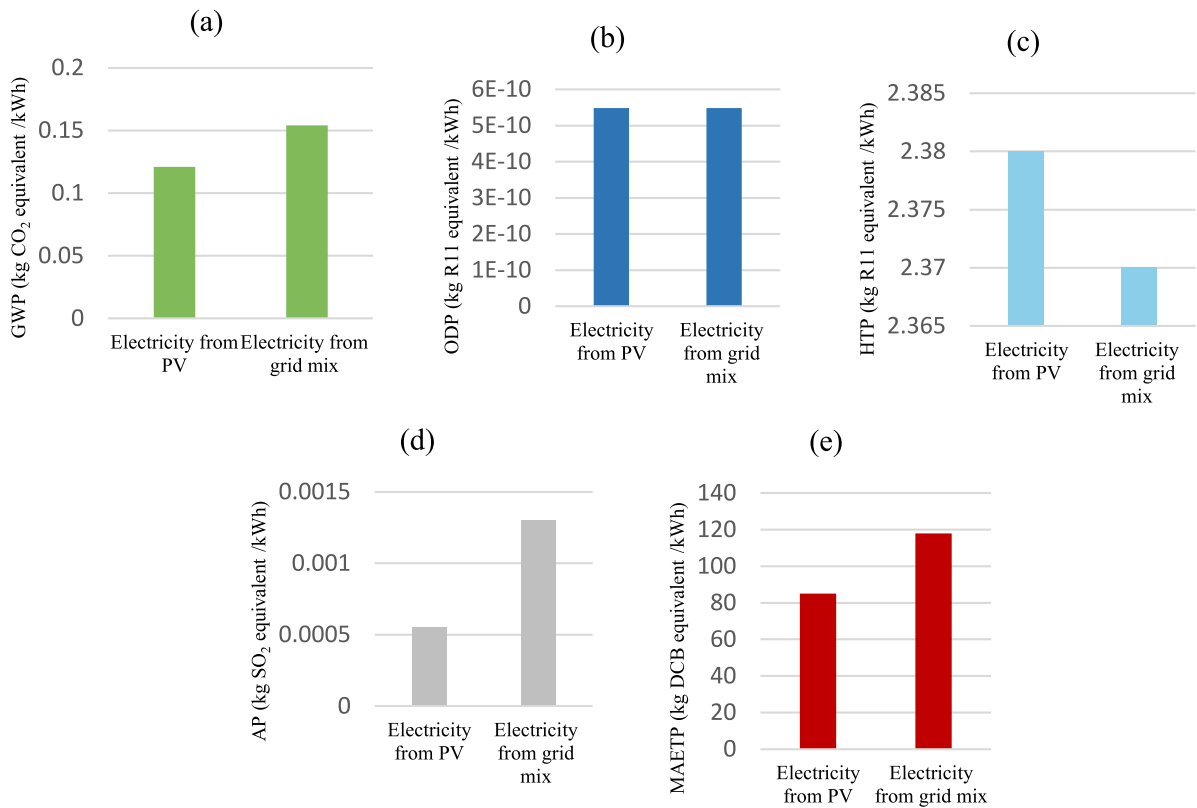 (a)
GWP (kg CO₂ equivalent /kWh)
0.2
0.15
0.1
0.05
0
Electricity from
PV
Electricity from
grid mix
(b)
ODP (kg R11 equivalent /kWh)
6E-10
5E-10
4E-10
3E-10
2E-10
1E-10
0
Electricity
from PV
Electricity
from grid
mix
(c)
HTP (kg R11 equivalent /kWh)
2.385
2.38
2.375
2.37
2.365
Electricity
from PV
Electricity
from grid
mix
(d)
AP (kg SO₂ equivalent /kWh)
0.0015
0.001
0.0005
0
Electricity
from PV
Electricity
from grid mix
(e)
MAETP (kg DCB equivalent /kWh)
140
120
100
80
60
40
20
0
Electricity
from PV
Electricity
from grid mix